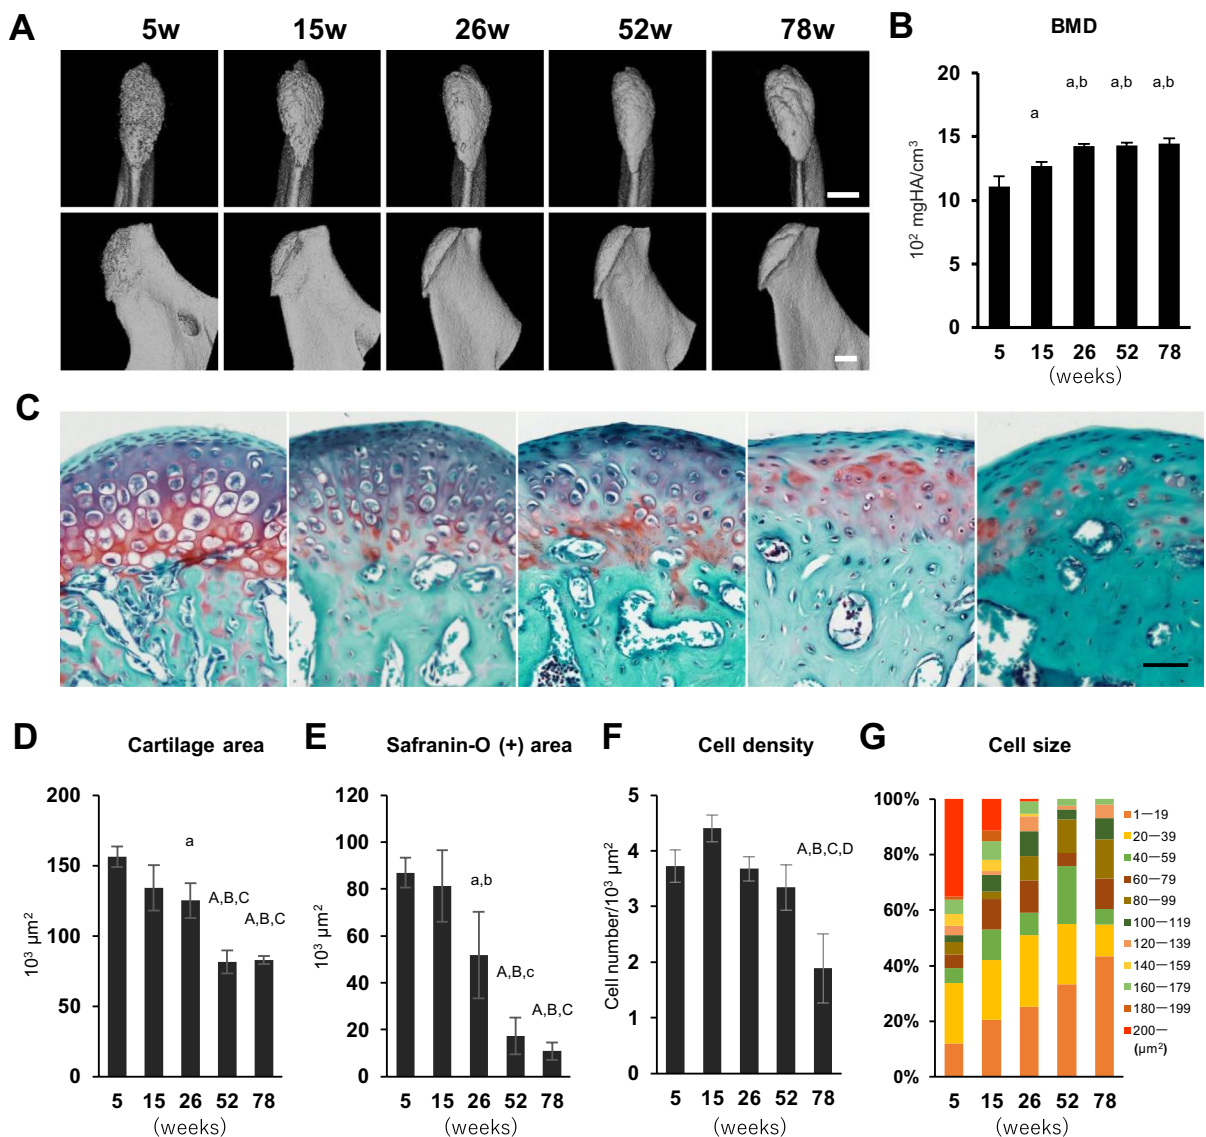 A
5w 15w 26w 52w 78w
B
BMD
20
15
10
5
0
10² mgHA/cm³
a
a,b
a,b
a,b
5 15 26 52 78
(weeks)
C
D
Cartilage area
200
150
100
50
0
10³ μm²
a
A,B,C
A,B,C
5 15 26 52 78
(weeks)
E
Safranin-O (+) area
120
100
80
60
40
20
0
10³ μm²
a,b
A,B,c
A,B,C
5 15 26 52 78
(weeks)
F
Cell density
5
4
3
2
1
0
Cell number/10³ μm²
A,B,C,D
5 15 26 52 78
(weeks)
G
Cell size
100%
80%
60%
40%
20%
0%
5 15 26 52 78
(weeks)
1—19
20—39
40—59
60—79
80—99
100—119
120—139
140—159
160—179
180—199
200—
(μm²)